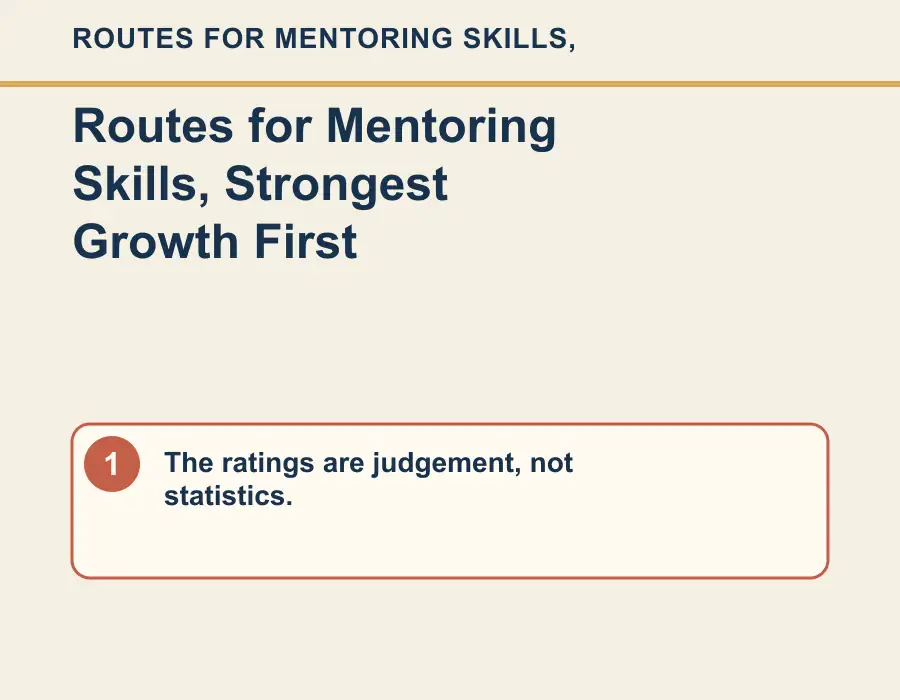 ROUTES FOR MENTORING SKILLS,
Routes for Mentoring
Skills, Strongest
Growth First
1
The ratings are judgement, not
statistics.